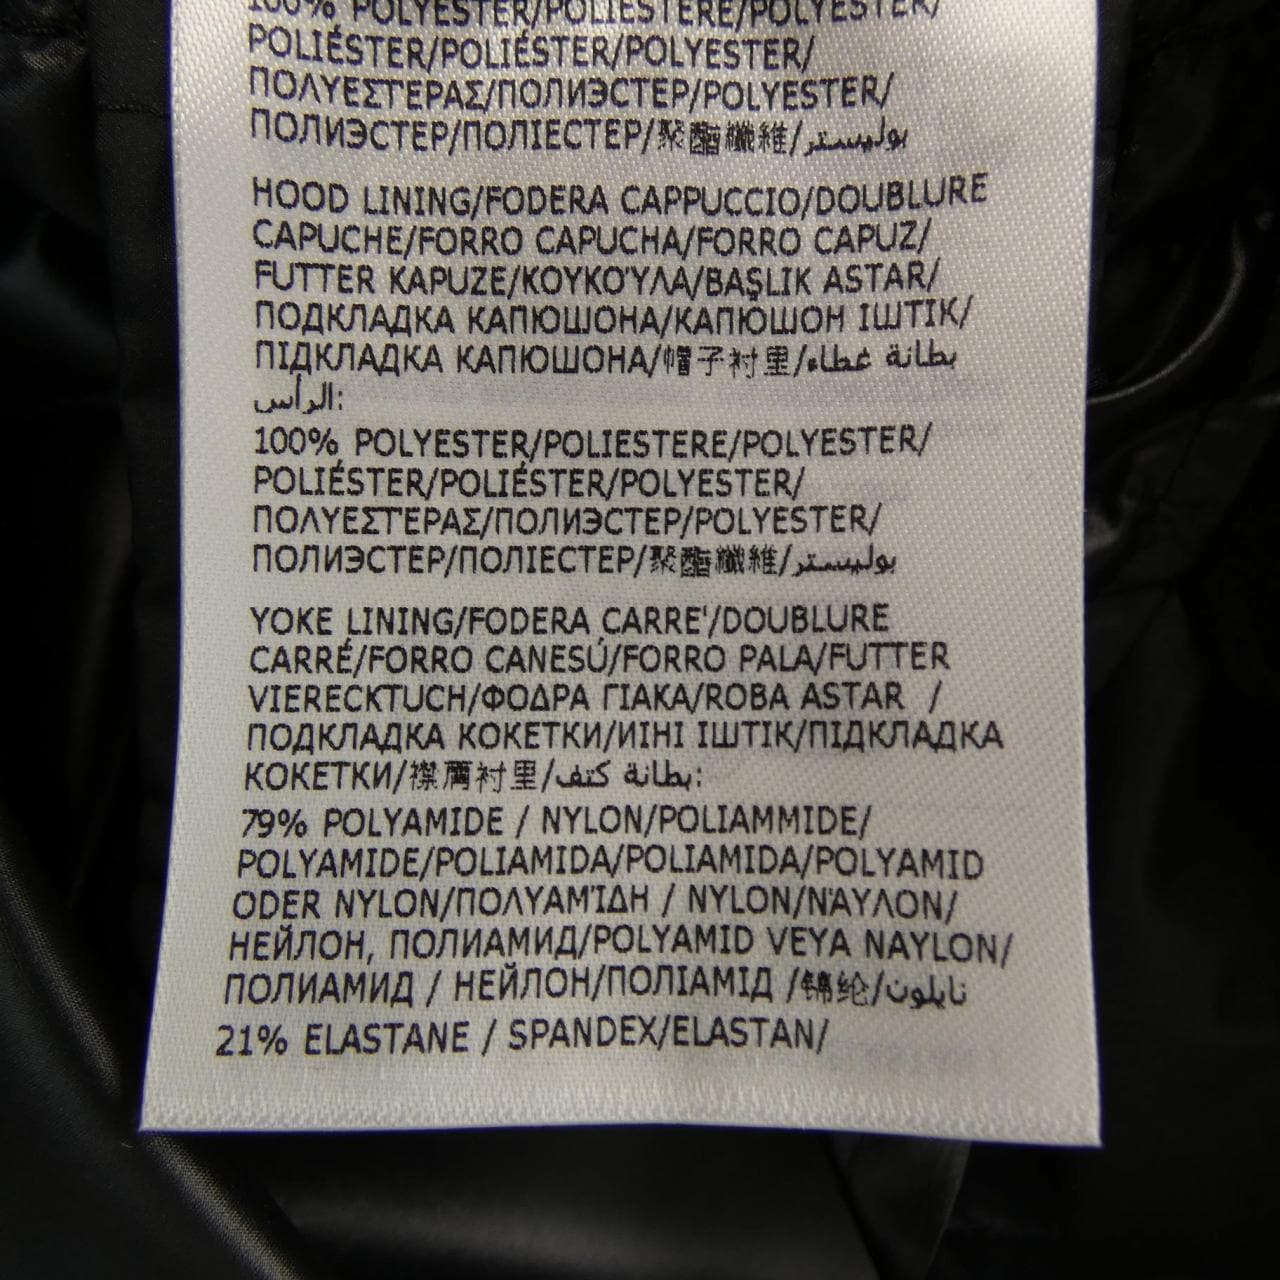 100% POLYESTER/POLIESTERE/POLYESTER/
POLIÉSTER/POLIÉSTER/POLYESTER/
ΠΟΛΥΕΣΤΈΡΑΣ/ПОЛИЭСТЕР/POLYESTER/
ПОЛИЭСТЕР/ПОЛІЕСТЕР/聚酯纖維/بوليستر
HOOD LINING/FODERA CAPPUCCIO/DOUBLURE
CAPUCHE/FORRO CAPUCHA/FORRO CAPUZ/
FUTTER KAPUZE/ΚΟΥΚΟΎΛΑ/BAŞLIK ASTAR/
ПОДКЛАДКА КАПЮШОНА/КАПЮШОН ІШТІК/
ПІДКЛАДКА КАПЮШОНА/帽子衬里/بطانة غطاء
الرأس:
100% POLYESTER/POLIESTERE/POLYESTER/
POLIÉSTER/POLIÉSTER/POLYESTER/
ΠΟΛΥΕΣΤΈΡΑΣ/ПОЛИЭСТЕР/POLYESTER/
ПОЛИЭСТЕР/ПОЛІЕСТЕР/聚酯纖維/بوليستر
YOKE LINING/FODERA CARRE'/DOUBLURE
CARRÉ/FORRO CANESÚ/FORRO PALA/FUTTER
VIERECKTUCH/ΦΟΔΡΑ ΓΙΑΚΑ/ROBA ASTAR /
ПОДКЛАДКА КОКЕТКИ/ИІНІ ІШТІК/ПІДКЛАДКА
КОКЕТКИ/襟肩衬里/بطانة كتف:
79% POLYAMIDE / NYLON/POLIAMMIDE/
POLYAMIDE/POLIAMIDA/POLIAMIDA/POLYAMID
ODER NYLON/ΠΟΛΥΑΜΊΔΗ / NYLON/ΝΆΥΛΟΝ/
НЕЙЛОН, ПОЛИАМИД/POLYAMID VEYA NAYLON/
ПОЛИАМИД / НЕЙЛОН/ПОЛІАМІД /锦纶/نايلون
21% ELASTANE / SPANDEX/ELASTAN/